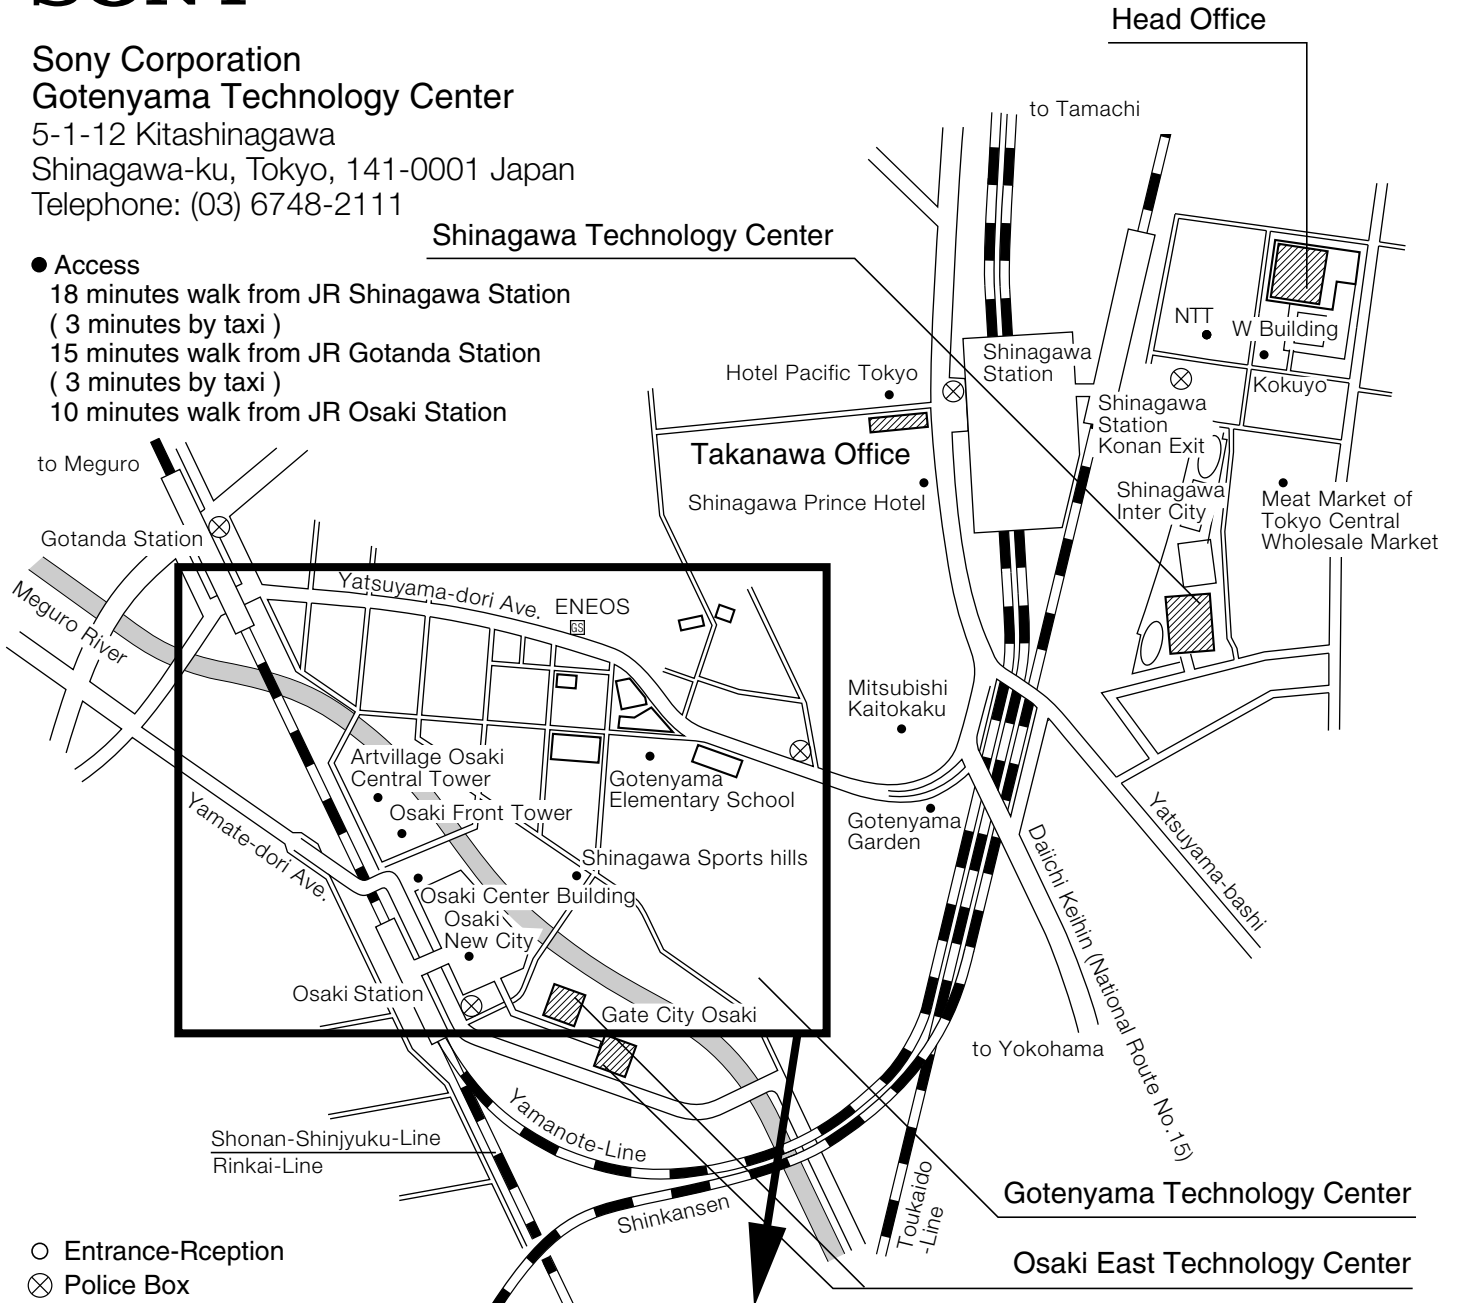 SONY
Sony Corporation
Gotenyama Technology Center
5-1-12 Kitashinagawa
Shinagawa-ku, Tokyo, 141-0001 Japan
Telephone: (03) 6748-2111
● Access
18 minutes walk from JR Shinagawa Station
( 3 minutes by taxi )
15 minutes walk from JR Gotanda Station
( 3 minutes by taxi )
10 minutes walk from JR Osaki Station
Head Office
to Tamachi
Shinagawa Technology Center
NTT
W Building
Kokuyo
Shinagawa
Station
Hotel Pacific Tokyo
Shinagawa
Station
Konan Exit
Takanawa Office
Shinagawa Prince Hotel
Shinagawa
Inter City
Meat Market of
Tokyo Central
Wholesale Market
to Meguro
Gotanda Station
Meguro River
Yatsuyama-dori Ave.
ENEOS
GS
Mitsubishi
Kaitokaku
Artvillage Osaki
Central Tower
Osaki Front Tower
Gotenyama
Elementary School
Gotenyama
Garden
Yamate-dori Ave.
Shinagawa Sports hills
Osaki Center Building
Osaki
New City
Osaki Station
Gate City Osaki
Yatsuyama-bashi
Daiichi Keihin (National Route No.15)
to Yokohama
Yamanote-Line
Shonan-Shinjyuku-Line
Rinkai-Line
Shinkansen
Toukaido
-Line
Gotenyama Technology Center
Osaki East Technology Center
○ Entrance-Rception
⊗ Police Box